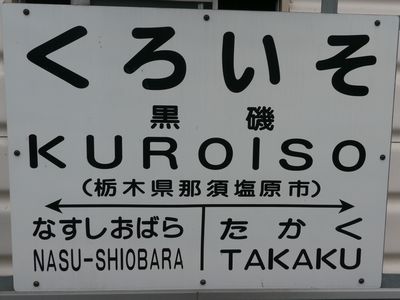 くろいそ
黒磯
KUROISO
(栃木県那須塩原市)
なすしおばら たかく
NASU-SHIOBARA TAKAKU